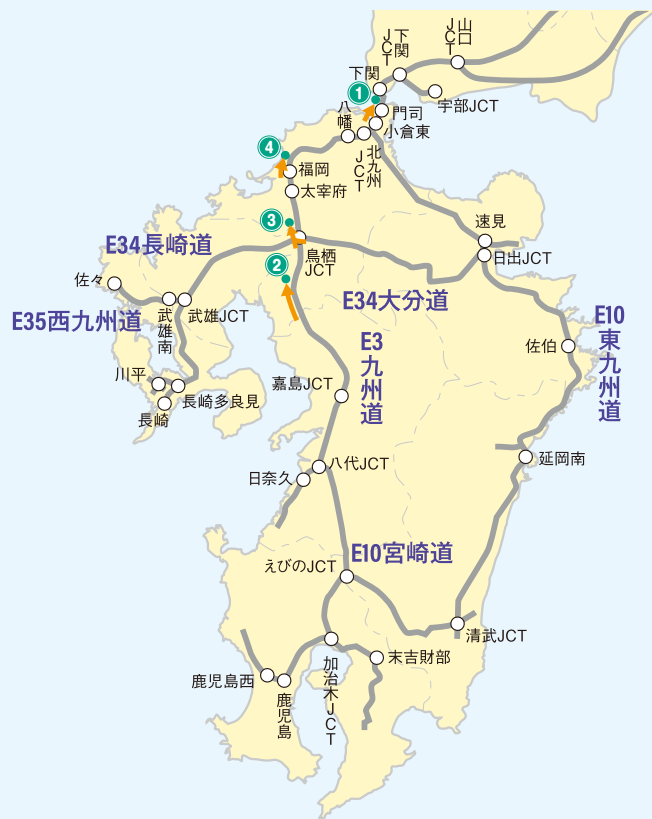 山口JCT
下関JCT
下関
宇部JCT
1
門司
八幡
小倉東
北九州JCT
4
福岡
太宰府
3
速見
E34長崎道
鳥栖JCT
日出JCT
2
佐々
E34大分道
武雄南
武雄JCT
E35西九州道
E10東九州道
E3九州道
佐伯
川平
嘉島JCT
長崎多良見
長崎
延岡南
八代JCT
日奈久
E10宮崎道
えびのJCT
清武JCT
末吉財部
加治木JCT
鹿児島西
鹿児島